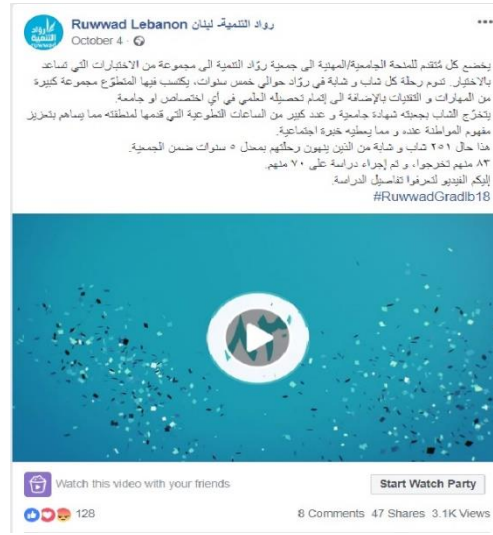 Ruwwad Lebanon رواد التنمية- لبنان
October 4 ·
يخضع كل مُتقدم للمنحة الجامعية/المهنية الى جمعية روّاد التنمية الى مجموعة من الاختبارات التي تساعد
بالاختيار. تدوم رحلة كل شاب و شابة في روّاد حوالي خمس سنوات، يكتسب فيها المتطوّع مجموعة كبيرة
من المهارات و التقنيات بالإضافة الى إتمام تحصيله العلمي في أي اختصاص او جامعة.
يتخرّج الشاب بجعبته شهادة جامعية و عدد كبير من الساعات التطوعية التي قدمها لمنطقته مما يساهم بتعزيز
مفهوم المواطنة عنده و مما يعطيه خبرة اجتماعية.
هذا حال ٢٥١ شاب و شابة من الذين ينهون رحلتهم بمعدل ٥ سنوات ضمن الجمعية.
٨٣ منهم تخرجوا، و تم إجراء دراسة على ٧٠ منهم.
إليكم الفيديو لتعرفوا تفاصيل الدراسة.
#RuwwadGradlb18
Watch this video with your friends
Start Watch Party
128
8 Comments 47 Shares 3.1K Views